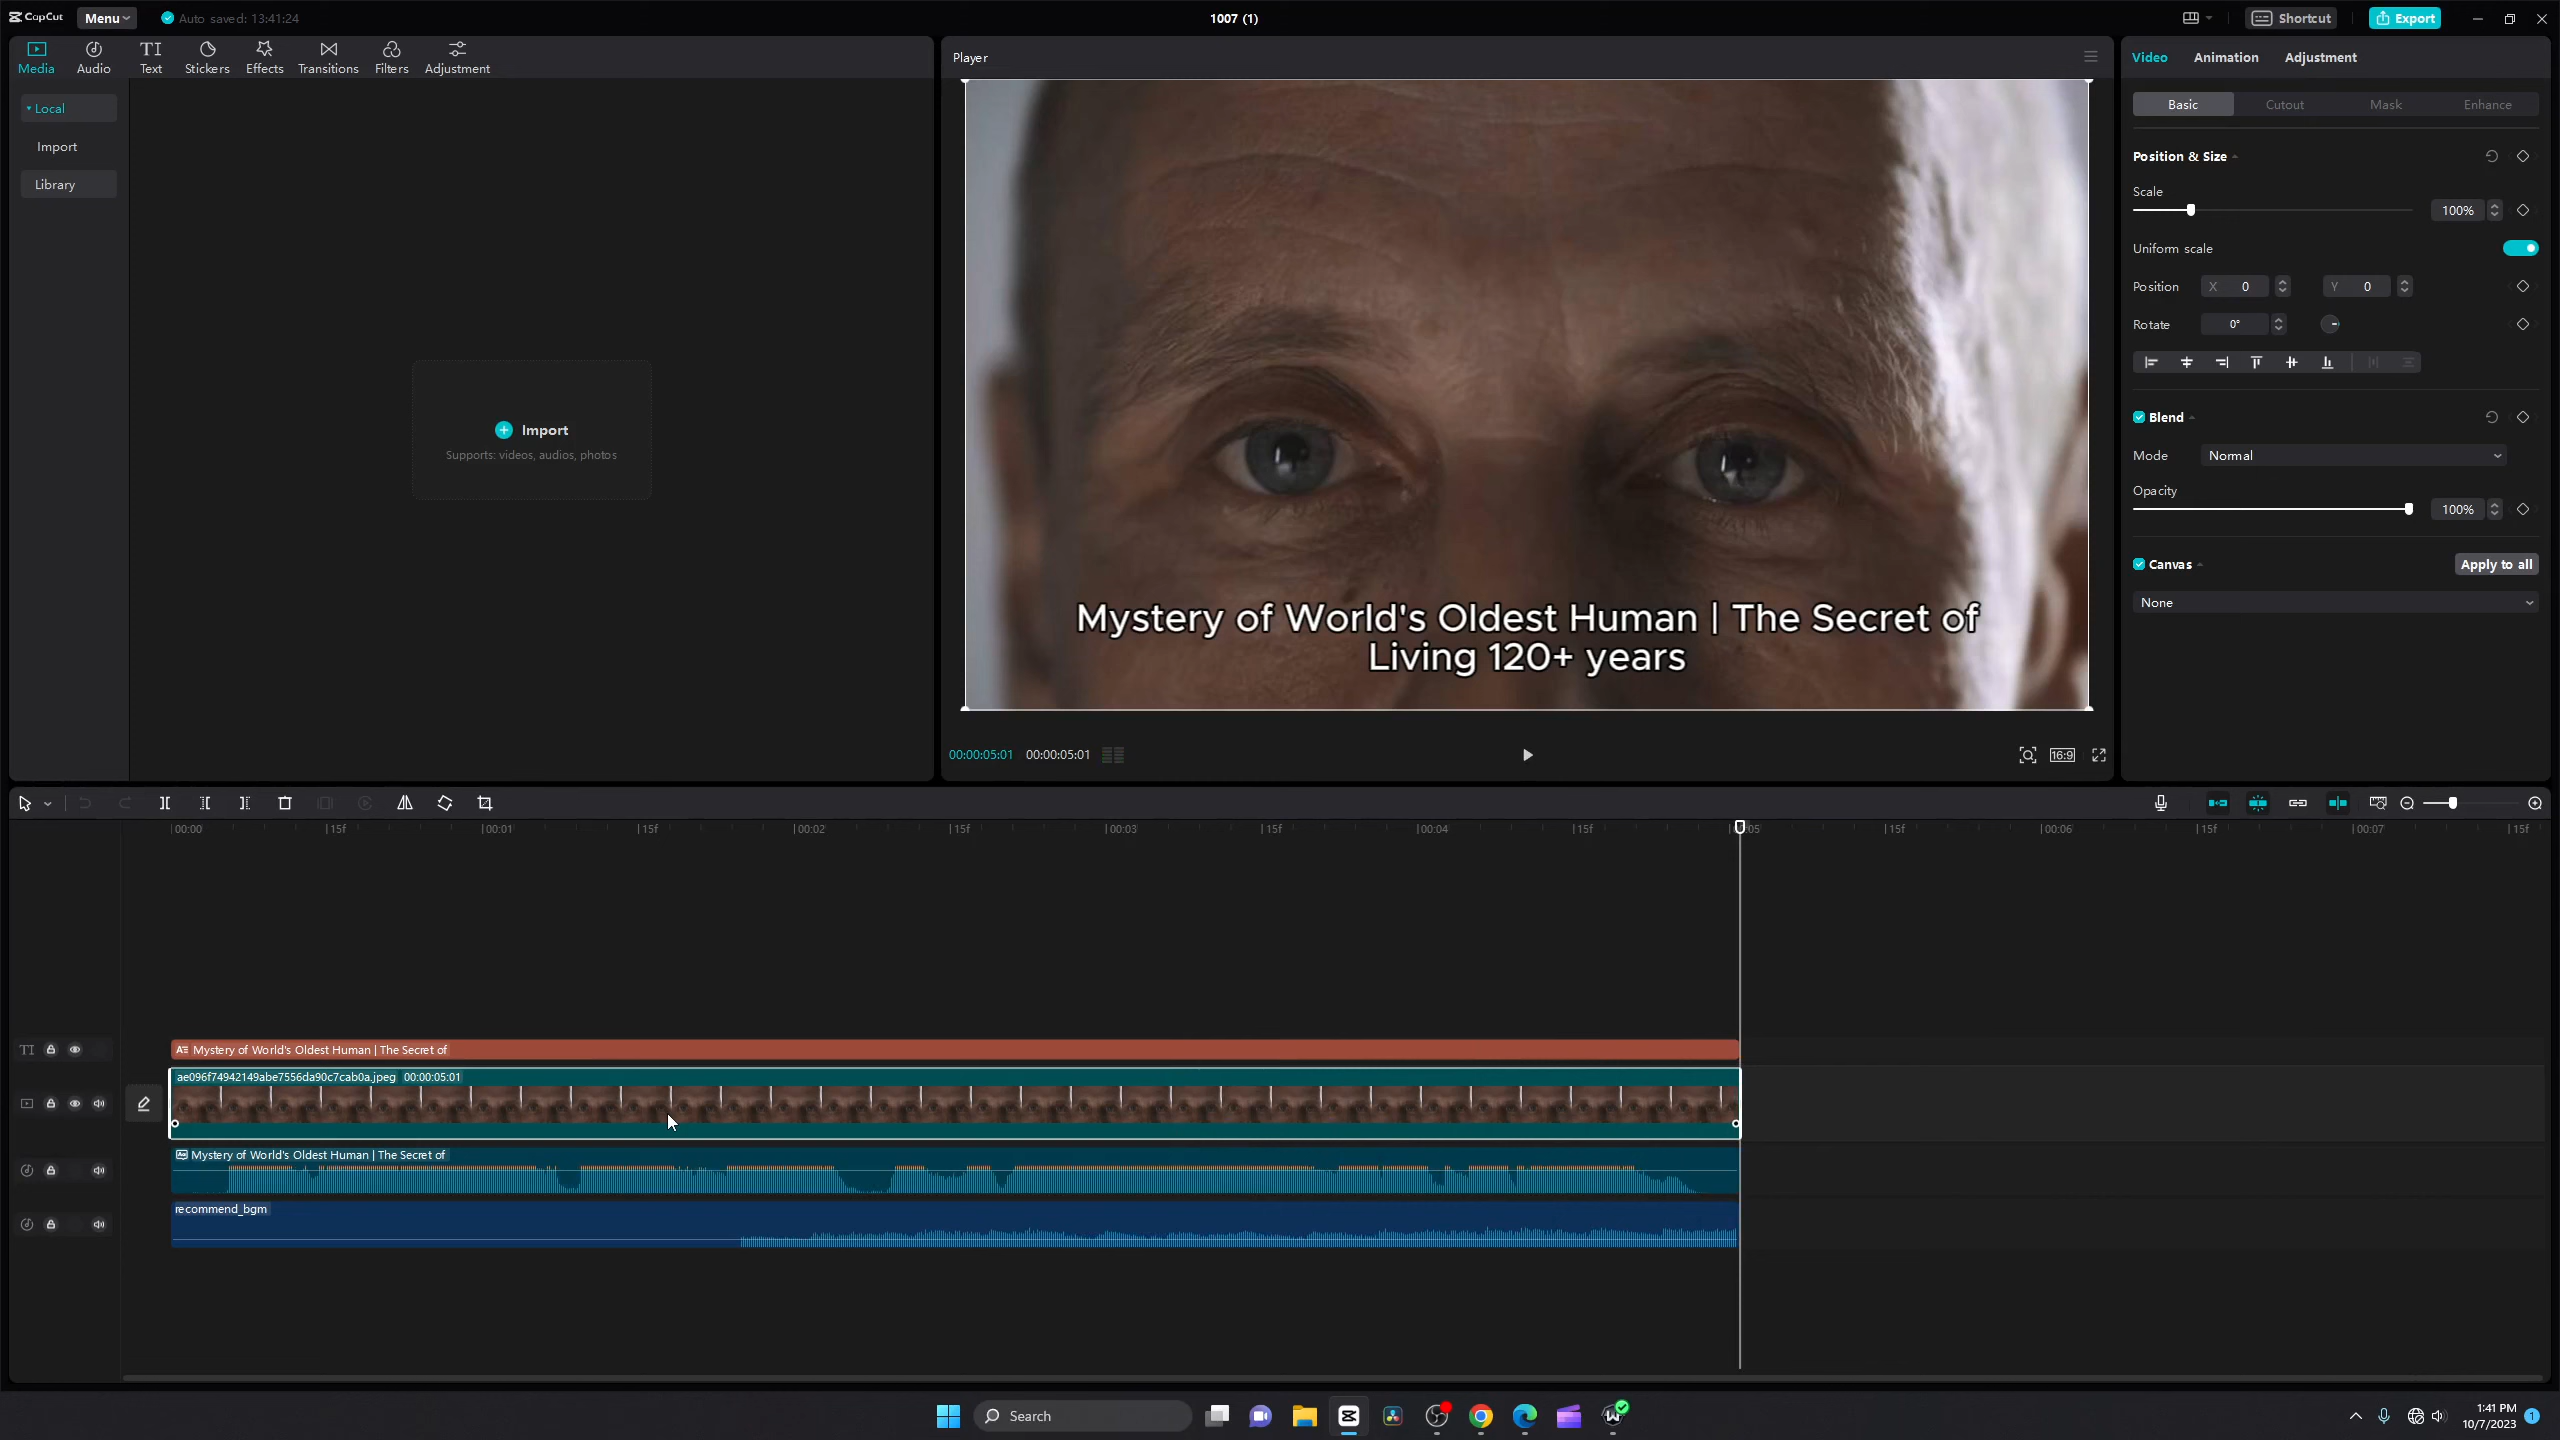 CapCut
Menu
Auto saved: 13:41:24
1007 (1)
Shortcut
Export
Media
Audio
TI
Text
Stickers
Effects
Transitions
Filters
Adjustment
Local
Import
Library
Import
Supports: videos, audios, photos
Player
Mystery of World's Oldest Human | The Secret of
Living 120+ years
00:00:05:01
00:00:05:01
16:9
Video
Animation
Adjustment
Basic
Cutout
Mask
Enhance
Position & Size
Scale
100%
Uniform scale
Position
X 0
Y 0
Rotate
0°
Blend
Mode
Normal
Opacity
100%
Canvas
Apply to all
None
00:00
15f
00:01
15f
00:02
15f
00:03
15f
00:04
15f
15f
00:06
15f
00:07
15f
TI
Mystery of World's Oldest Human | The Secret of
ae096f74942149abe7556da90c7cab0a.jpeg 00:00:05:01
Mystery of World's Oldest Human | The Secret of
recommend_bgm
Search
1:41 PM
10/7/2023
1